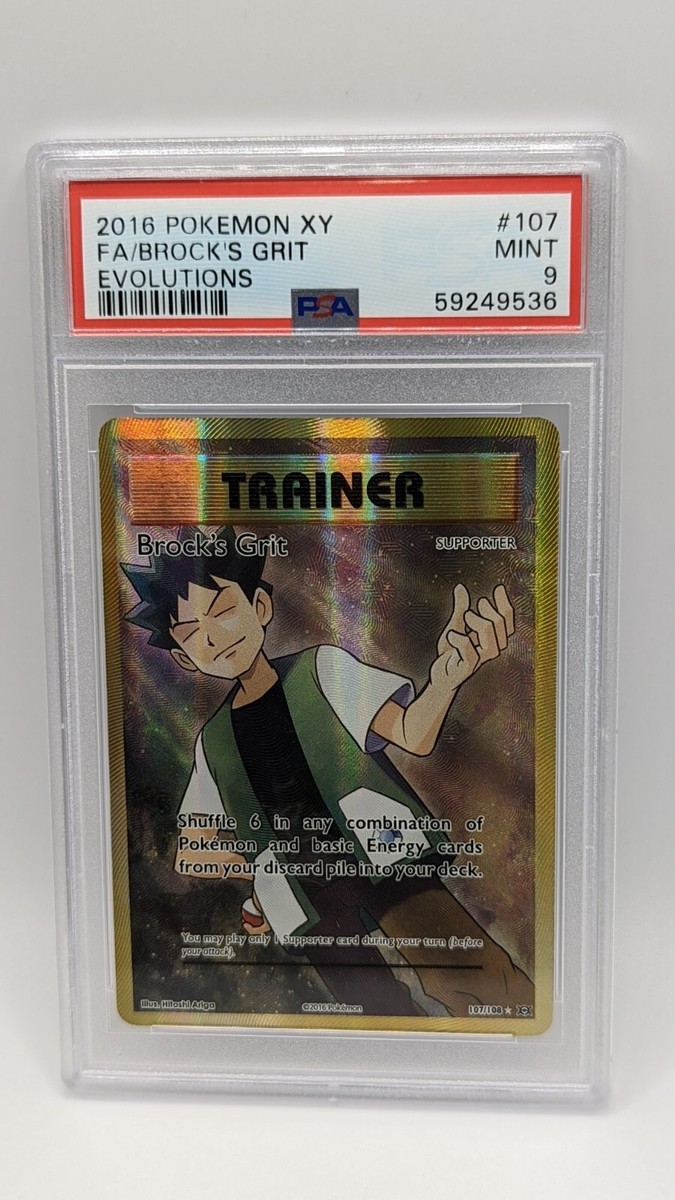 2016 POKEMON XY #107
FA/BROCK'S GRIT MINT
EVOLUTIONS 9
PSA 59249536
TRAINER
Brock's Grit SUPPORTER
Shuffle 6 in any combination of
Pokémon and basic Energy cards
from your discard pile into your deck.
You may play only 1 Supporter card during your turn (before
your attack).
Illus. Hitoshi Ariga ©2016 Pokémon 107/108